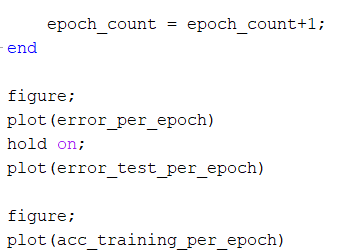 epoch_count = epoch_count+1;
end
figure;
plot(error_per_epoch)
hold on;
plot(error_test_per_epoch)
figure;
plot(acc_training_per_epoch)